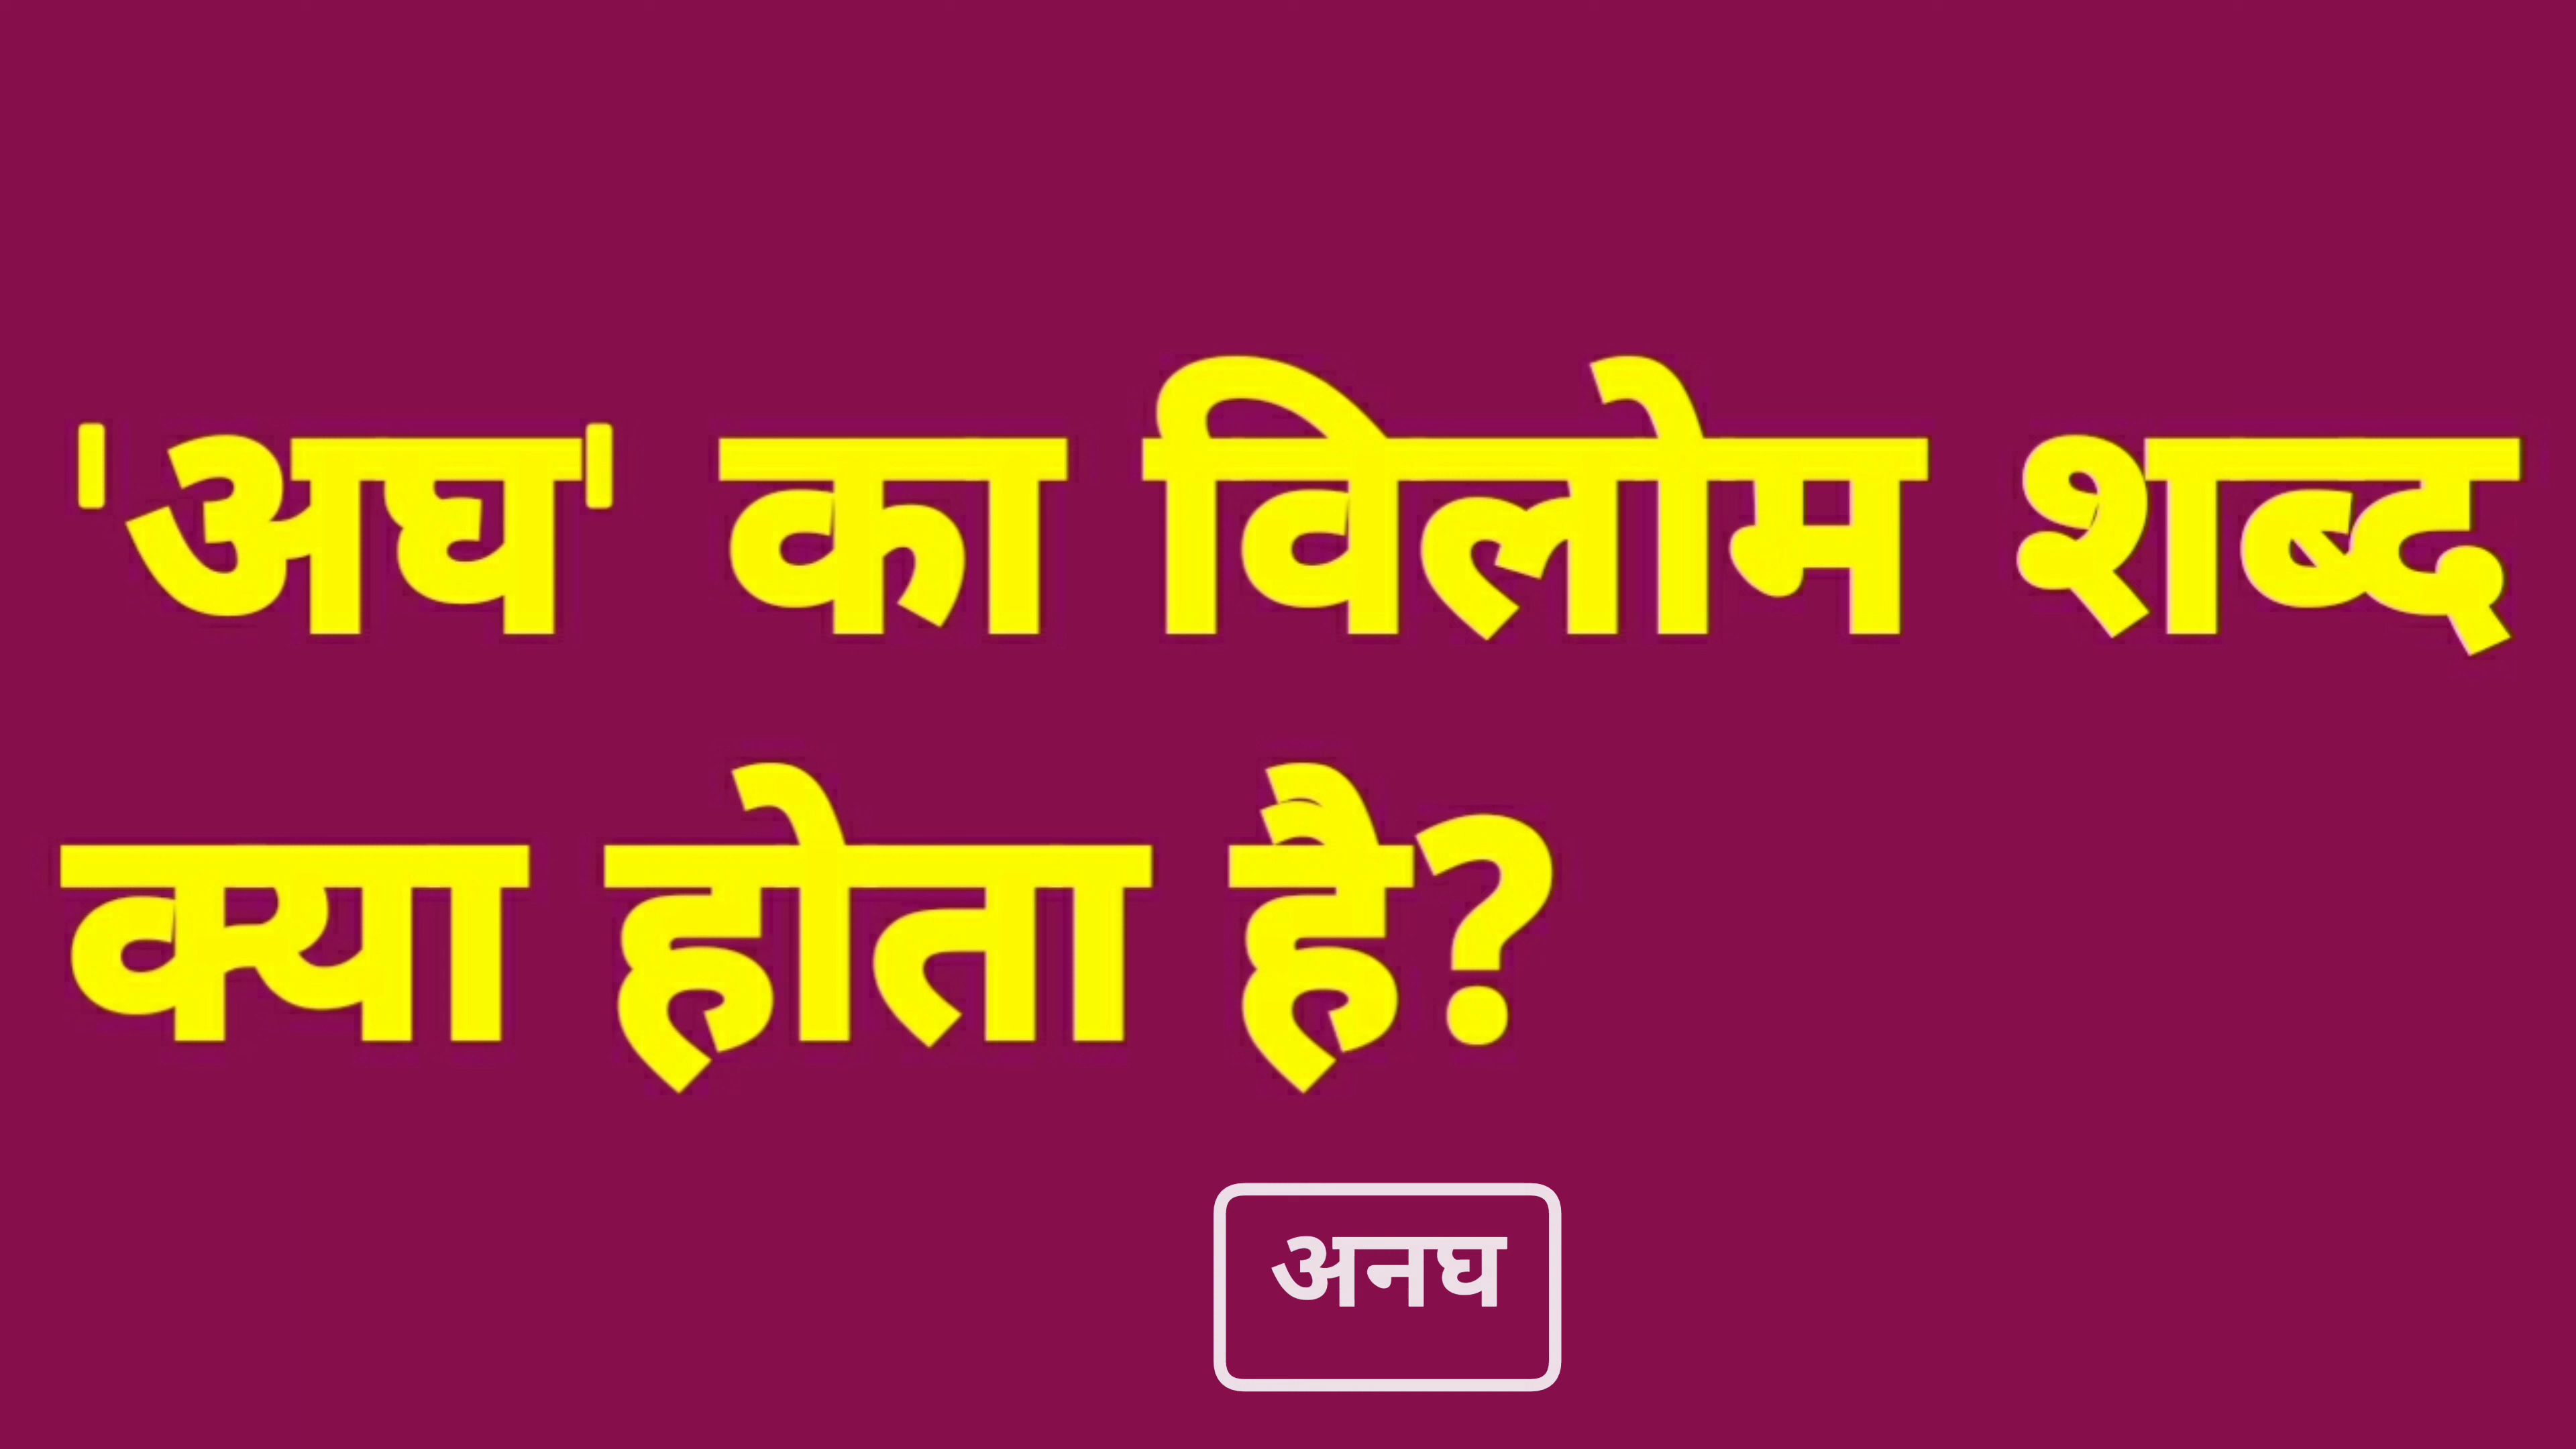 'अघ' का विलोम शब्द
क्या होता है?
अनघ